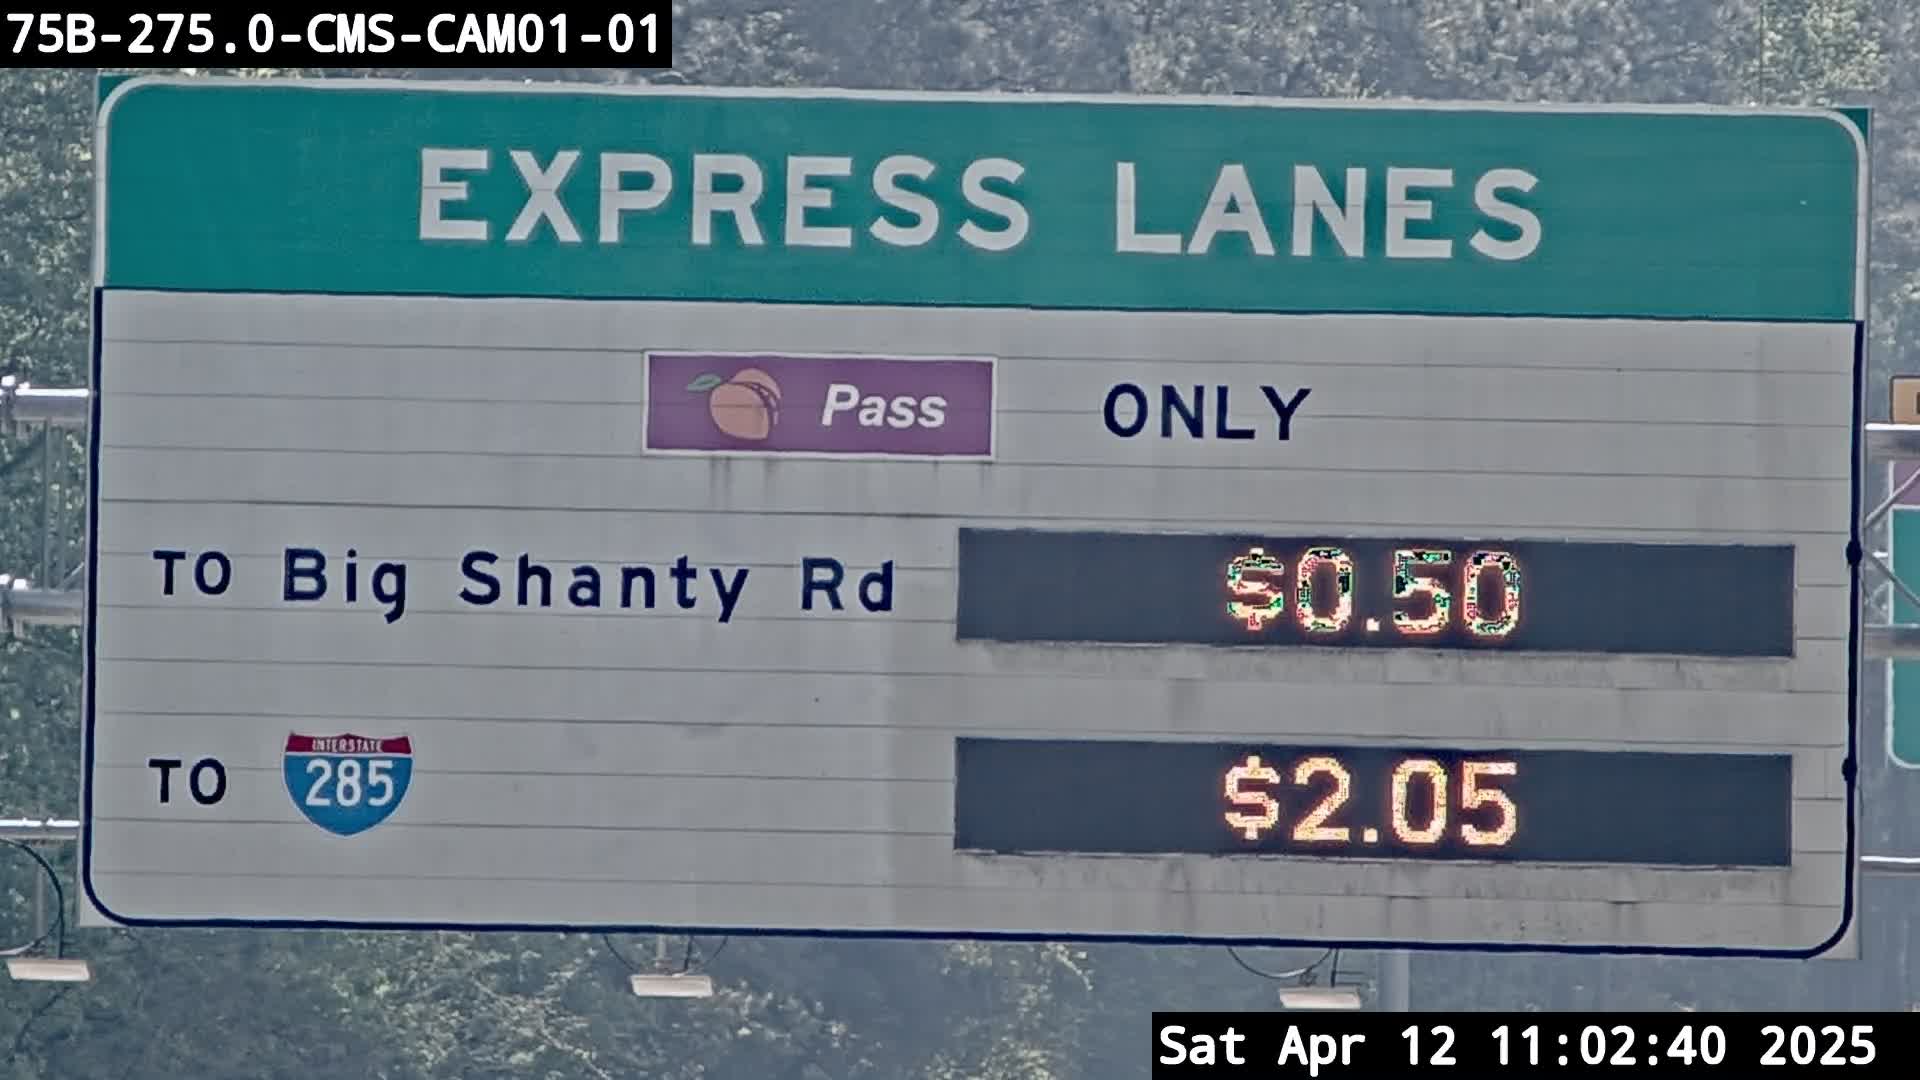 75B-275.0-CMS-CAM01-01
EXPRESS LANES
Pass ONLY
TO Big Shanty Rd $0.50
TO INTERSTATE 285 $2.05
Sat Apr 12 11:02:40 2025